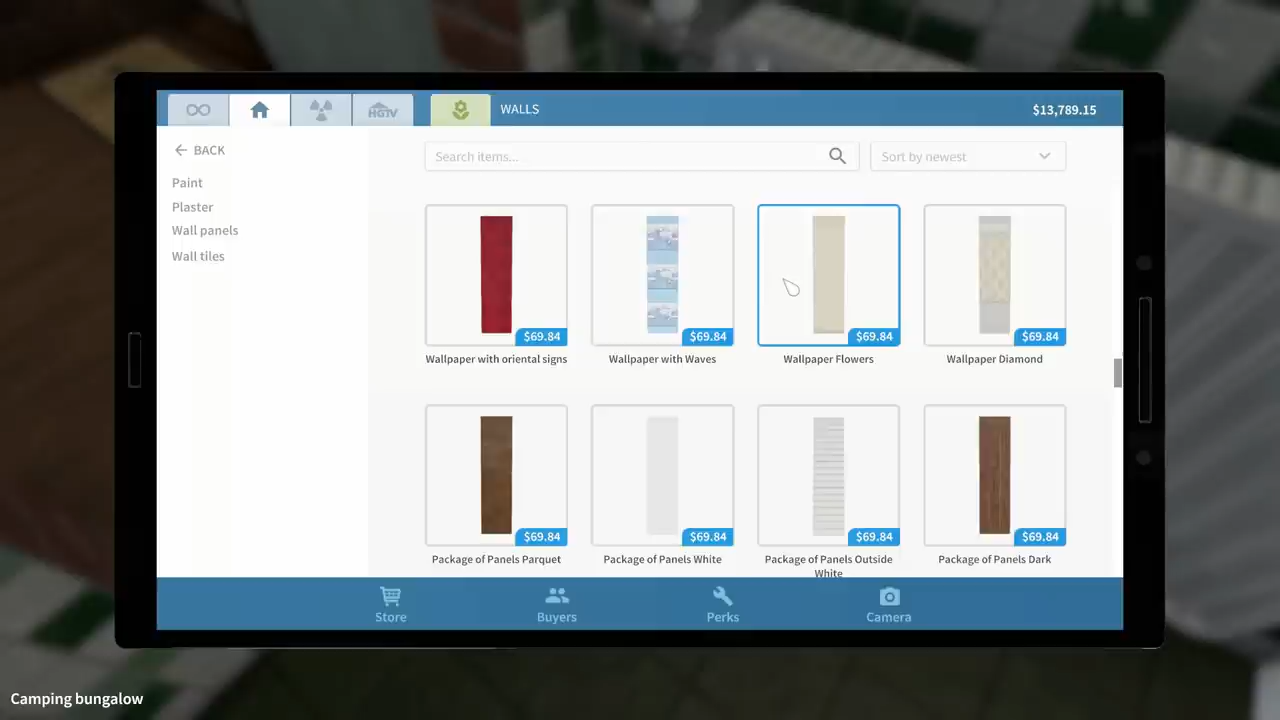 HGTV
WALLS
$13,789.15
BACK
Search items...
Sort by newest
Paint
Plaster
Wall panels
Wall tiles
$69.84
$69.84
$69.84
$69.84
Wallpaper with oriental signs
Wallpaper with Waves
Wallpaper Flowers
Wallpaper Diamond
$69.84
$69.84
$69.84
$69.84
Package of Panels Parquet
Package of Panels White
Package of Panels Outside
White
Package of Panels Dark
Store
Buyers
Perks
Camera
Camping bungalow